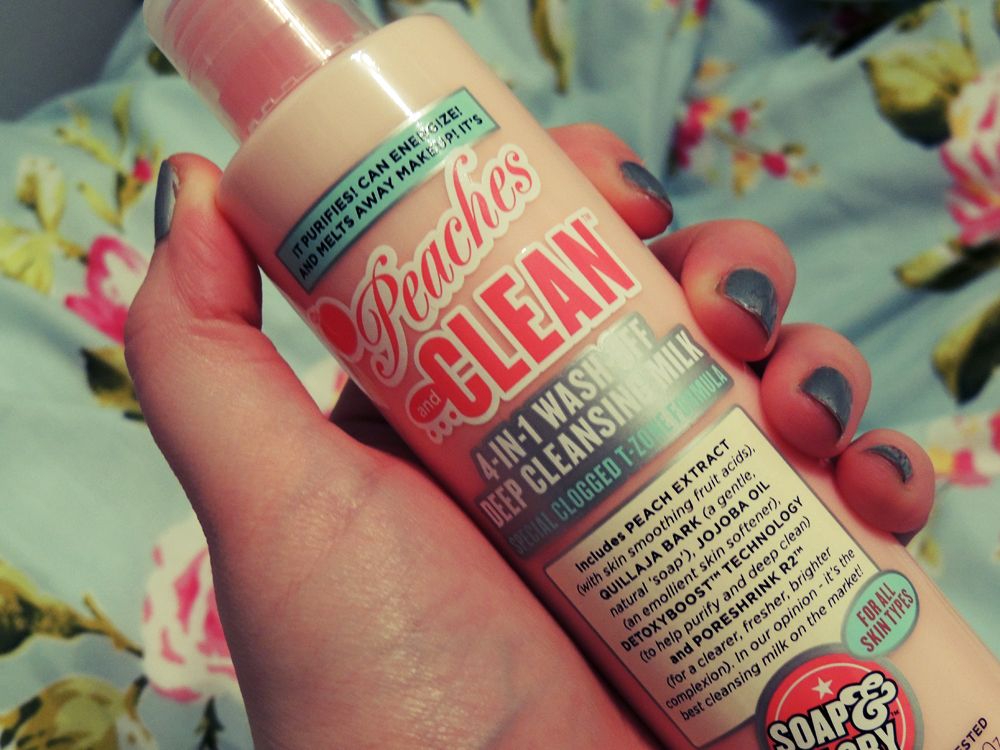 IT PURIFIES! CAN ENERGIZE!
AND MELTS AWAY MAKEUP! IT'S
Peaches
and CLEAN™
4-IN-1 WASH OFF
DEEP CLEANSING MILK
SPECIAL CLOGGED T-ZONE FORMULA
Includes PEACH EXTRACT
(with skin smoothing fruit acids),
QUILLAJA BARK (a gentle,
natural 'soap'), JOJOBA OIL
(an emollient skin softener),
DETOXYBOOST™ TECHNOLOGY
(to help purify and deep clean)
and PORESHRINK R2™
(for a clearer, fresher, brighter
complexion). In our opinion - it's the
best cleansing milk on the market!
FOR ALL
SKIN TYPES
SOAP &